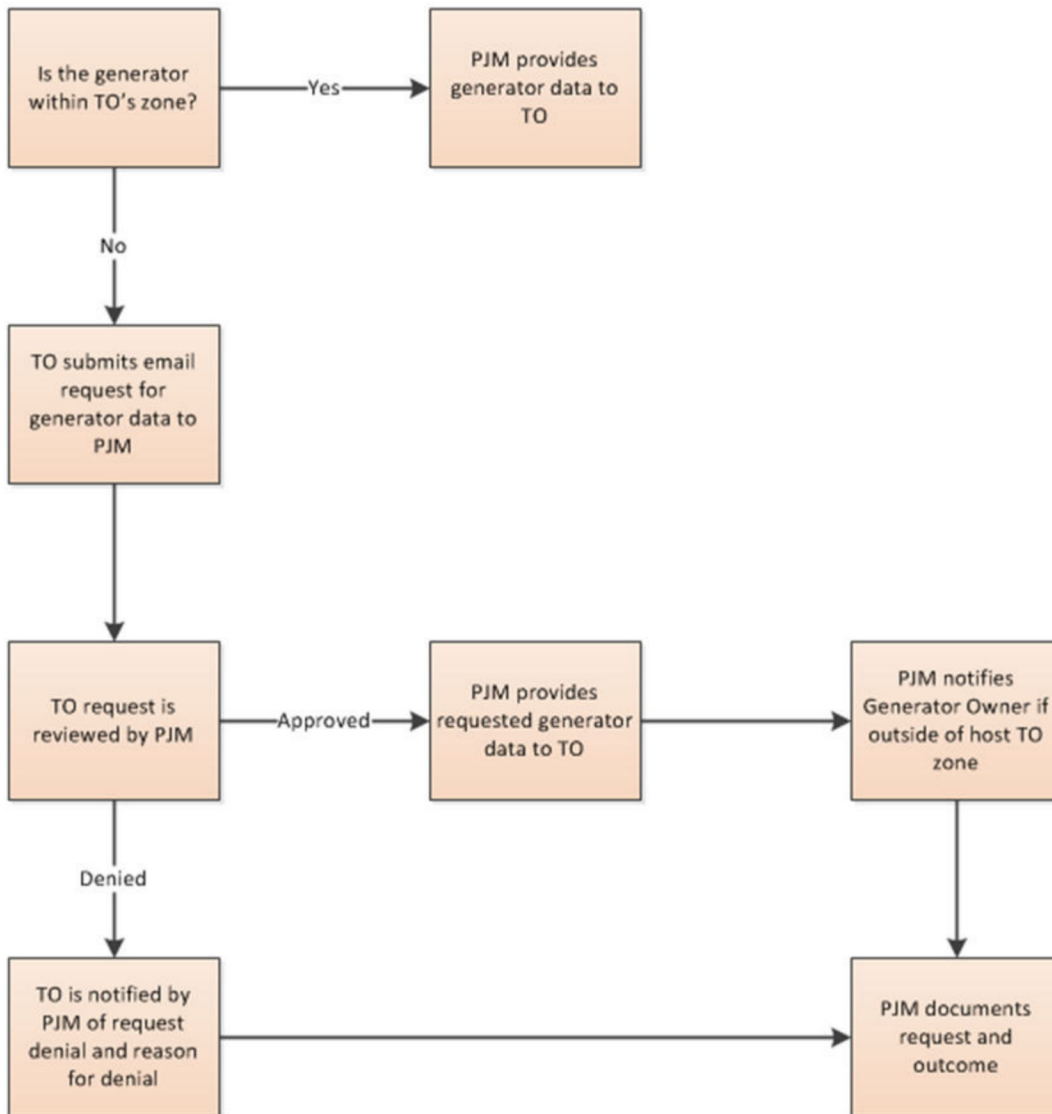 Is the generator
within TO's zone?
Yes
PJM provides
generator data to
TO
No
TO submits email
request for
generator data to
PJM
TO request is
reviewed by PJM
Approved
PJM provides
requested generator
data to TO
PJM notifies
Generator Owner if
outside of host TO
zone
Denied
TO is notified by
PJM of request
denial and reason
for denial
PJM documents
request and
outcome